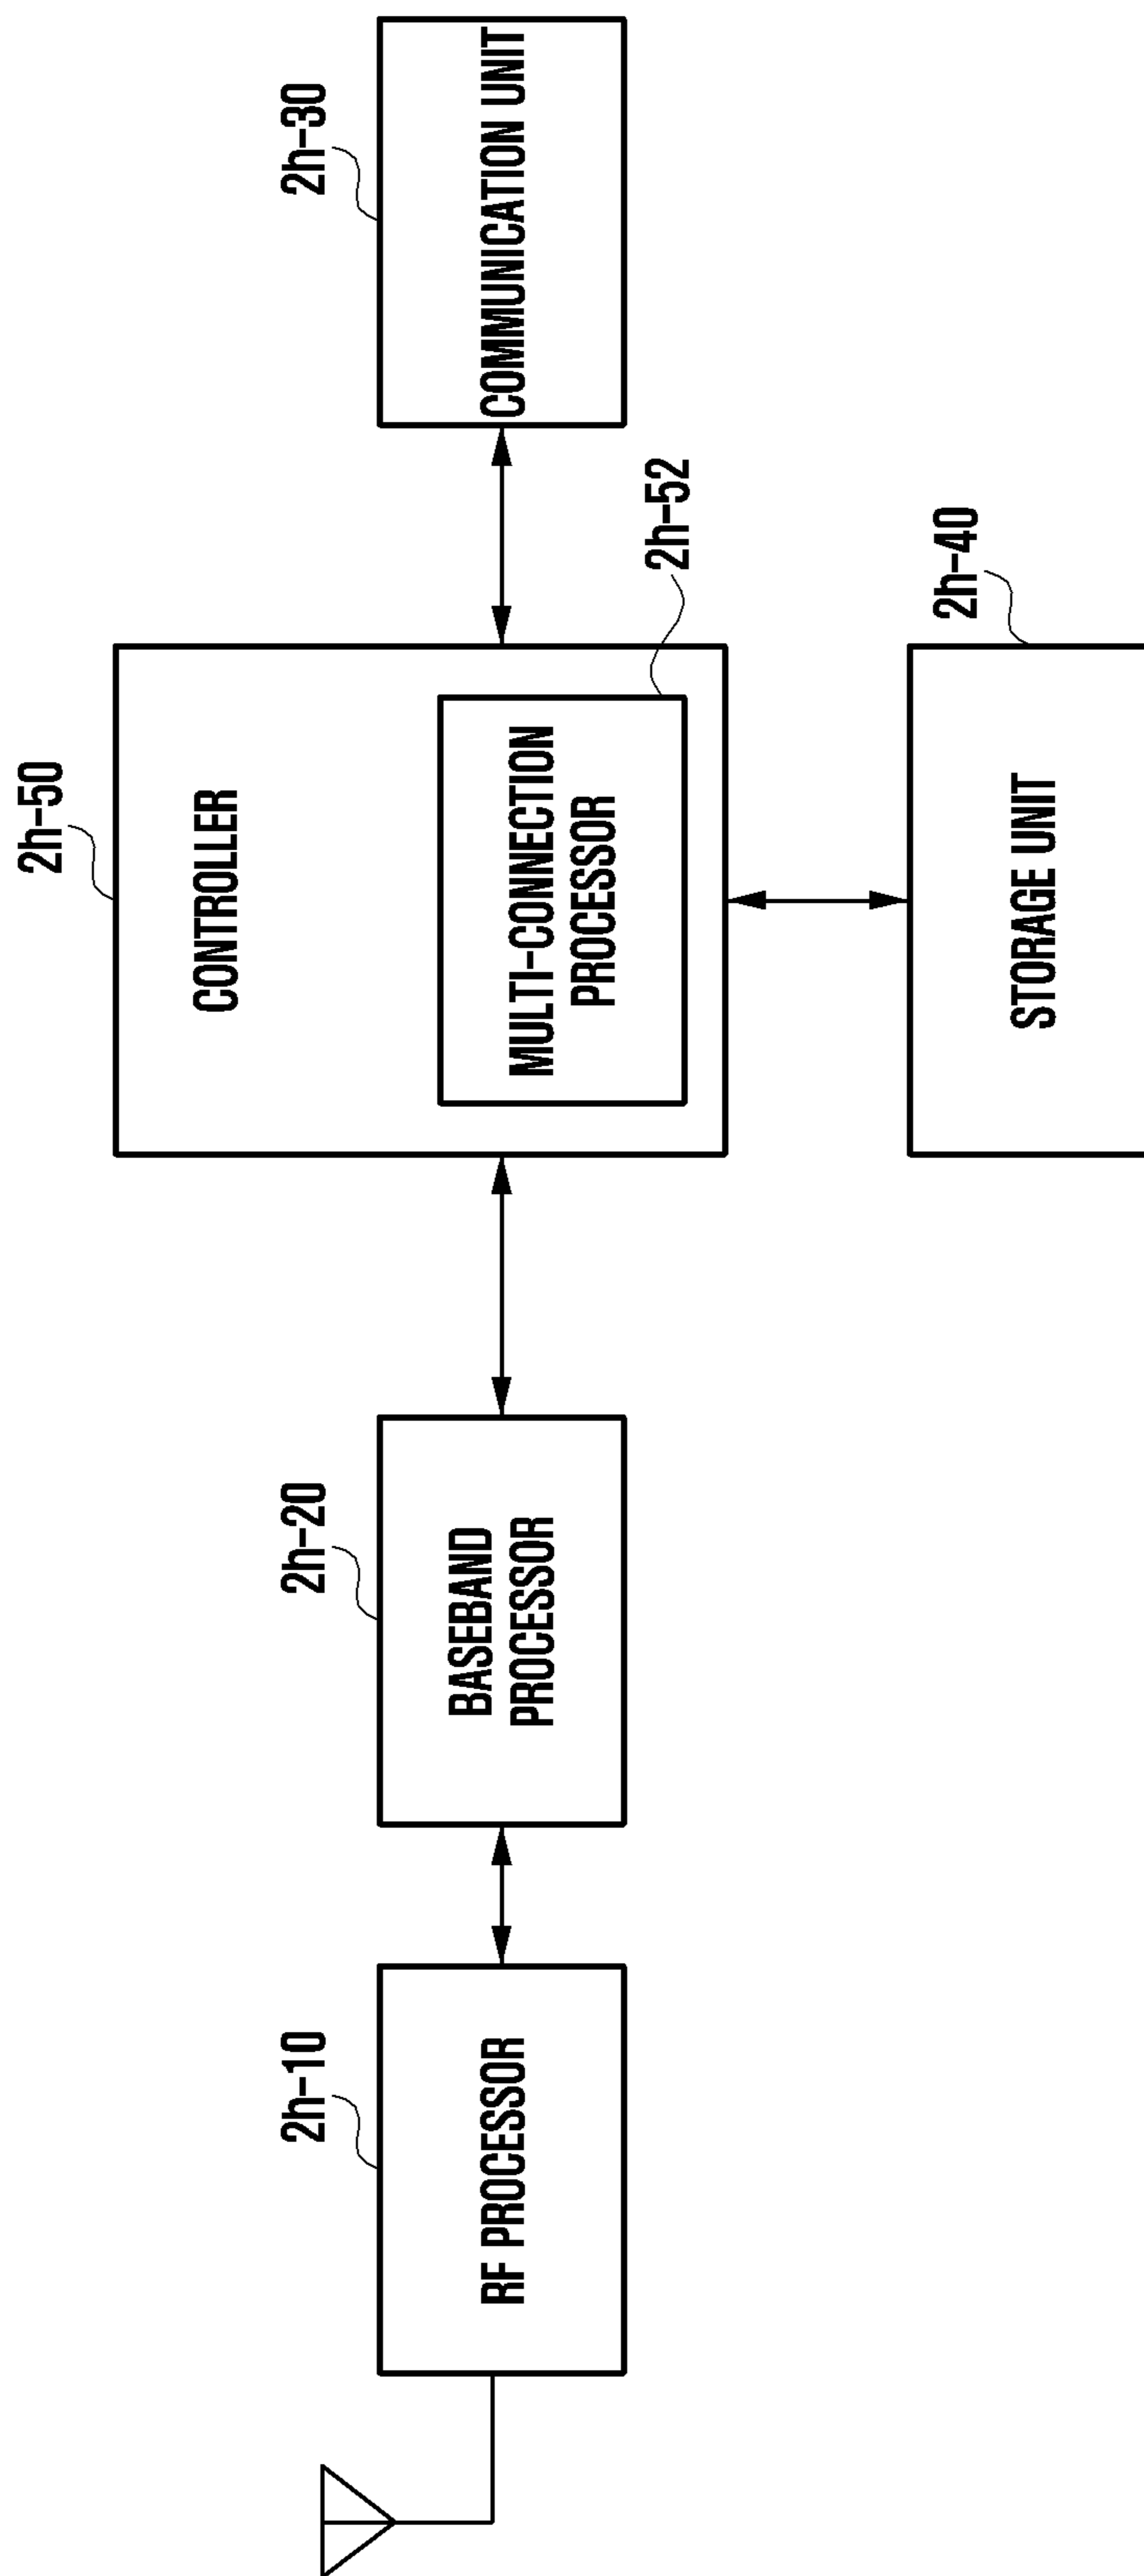 2h-50
2h-10
2h-20
2h-30
CONTROLLER
RF PROCESSOR
BASEBAND
PROCESSOR
MULTI-CONNECTION
PROCESSOR
COMMUNICATION UNIT
2h-52
2h-40
STORAGE UNIT